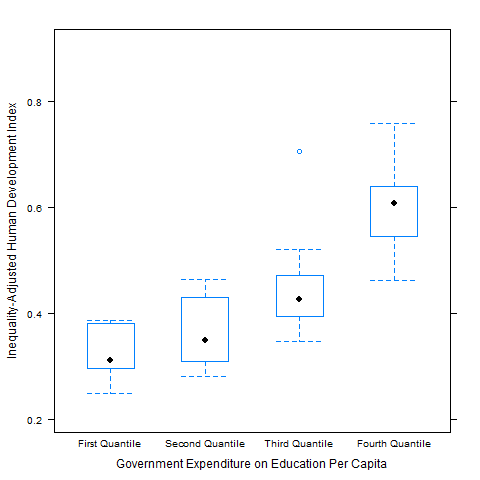 Inequality-Adjusted Human Development Index
0.8
0.6
0.4
0.2
First Quantile
Second Quantile
Third Quantile
Fourth Quantile
Government Expenditure on Education Per Capita